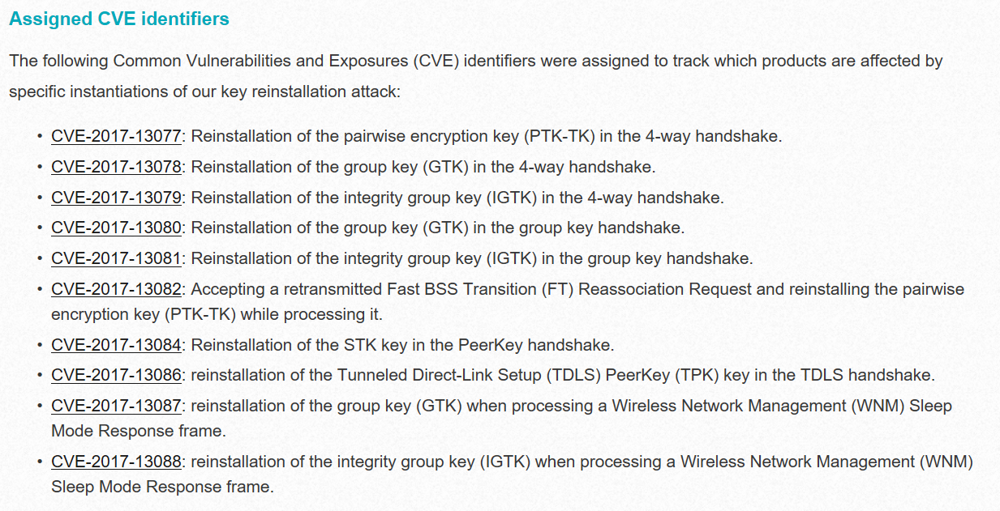 Assigned CVE identifiers
The following Common Vulnerabilities and Exposures (CVE) identifiers were assigned to track which products are affected by
specific instantiations of our key reinstallation attack:
• CVE-2017-13077: Reinstallation of the pairwise encryption key (PTK-TK) in the 4-way handshake.
• CVE-2017-13078: Reinstallation of the group key (GTK) in the 4-way handshake.
• CVE-2017-13079: Reinstallation of the integrity group key (IGTK) in the 4-way handshake.
• CVE-2017-13080: Reinstallation of the group key (GTK) in the group key handshake.
• CVE-2017-13081: Reinstallation of the integrity group key (IGTK) in the group key handshake.
• CVE-2017-13082: Accepting a retransmitted Fast BSS Transition (FT) Reassociation Request and reinstalling the pairwise
encryption key (PTK-TK) while processing it.
• CVE-2017-13084: Reinstallation of the STK key in the PeerKey handshake.
• CVE-2017-13086: reinstallation of the Tunneled Direct-Link Setup (TDLS) PeerKey (TPK) key in the TDLS handshake.
• CVE-2017-13087: reinstallation of the group key (GTK) when processing a Wireless Network Management (WNM) Sleep
Mode Response frame.
• CVE-2017-13088: reinstallation of the integrity group key (IGTK) when processing a Wireless Network Management (WNM)
Sleep Mode Response frame.